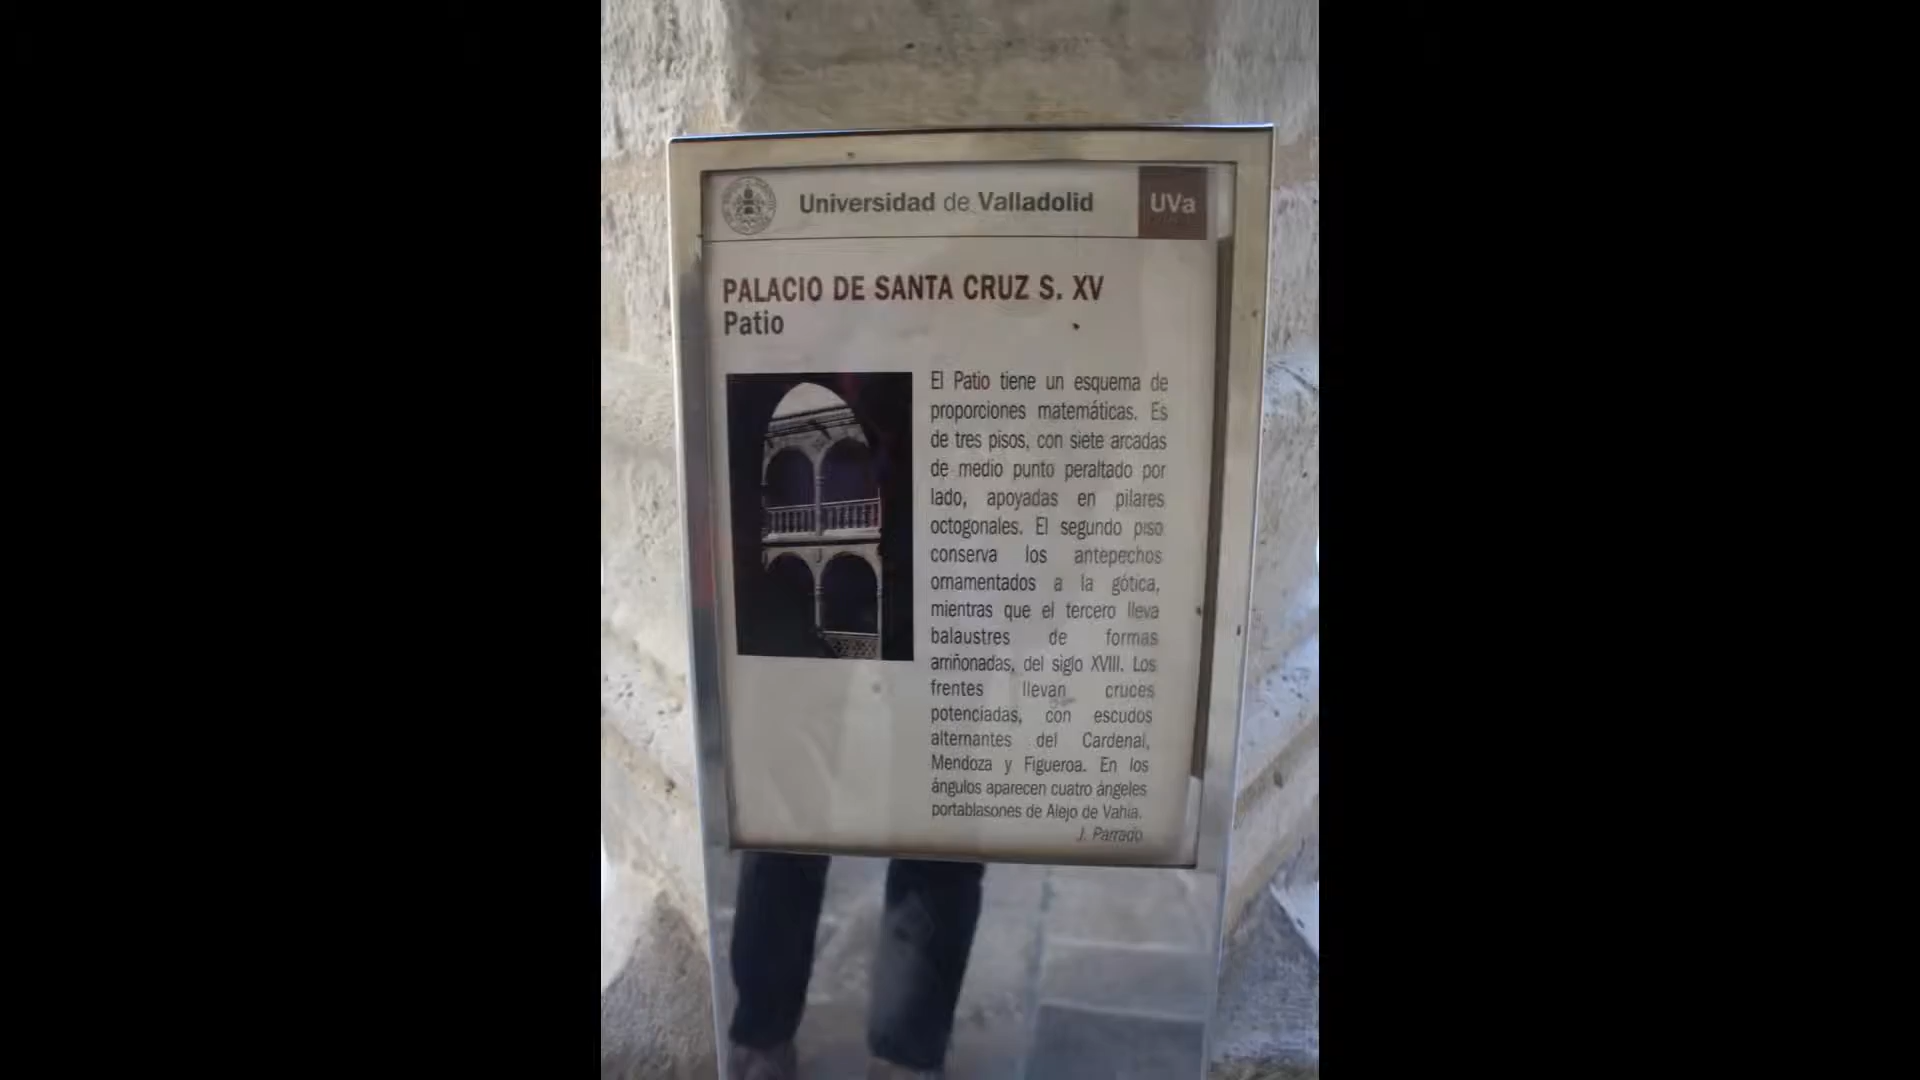 Universidad de Valladolid
UVa
PALACIO DE SANTA CRUZ S. XV
Patio
El Patio tiene un esquema de
proporciones matemáticas. Es
de tres pisos, con siete arcadas
de medio punto peraltado por
lado, apoyadas en pilares
octogonales. El segundo piso
conserva los antepechos
ornamentados a la gótica,
mientras que el tercero lleva
balaustres de formas
arriñonadas, del siglo XVIII. Los
frentes llevan cruces
potenciadas, con escudos
alternantes del Cardenal,
Mendoza y Figueroa. En los
ángulos aparecen cuatro ángeles
portablasones de Alejo de Vahía.
J. Parrado